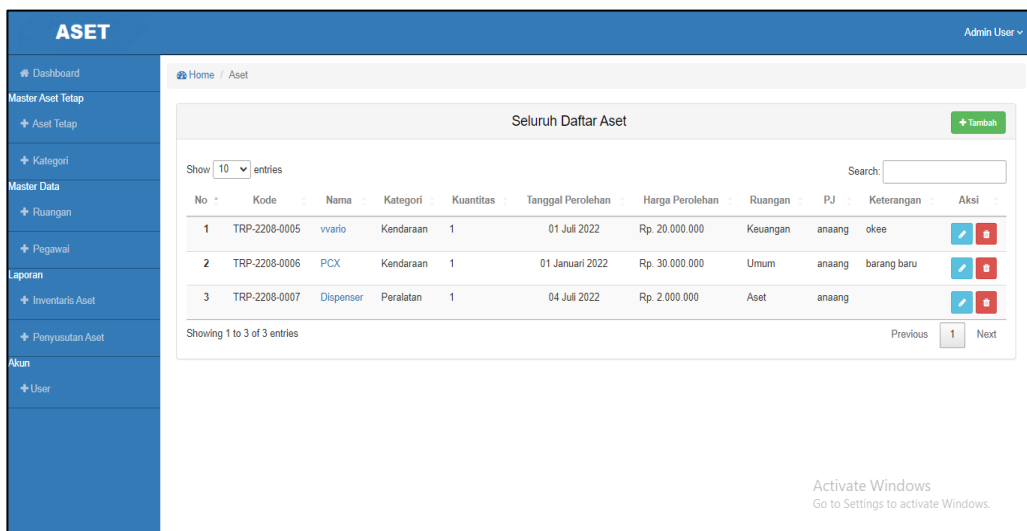 ASET
Admin User
Dashboard
Home / Aset
Master Aset Tetap
Aset Tetap
Kategori
Master Data
Ruangan
Pegawai
Laporan
Inventaris Aset
Penyusutan Aset
Akun
User
Seluruh Daftar Aset
Tambah
Show 10 entries
Search:
No Kode Nama Kategori Kuantitas Tanggal Perolehan Harga Perolehan Ruangan PJ Keterangan Aksi
1 TRP-2208-0005 vvario Kendaraan 1 01 Juli 2022 Rp. 20.000.000 Keuangan anaang okee
2 TRP-2208-0006 PCX Kendaraan 1 01 Januari 2022 Rp. 30.000.000 Umum anaang barang baru
3 TRP-2208-0007 Dispenser Peralatan 1 04 Juli 2022 Rp. 2.000.000 Aset anaang
Showing 1 to 3 of 3 entries
Previous 1 Next
Activate Windows
Go to Settings to activate Windows.